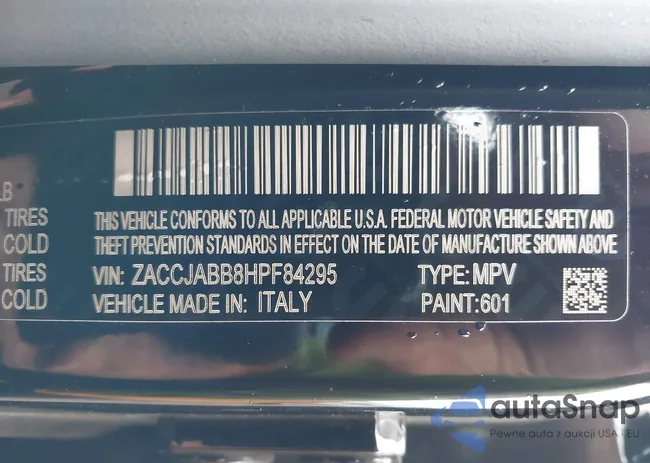 LB
TIRES THIS VEHICLE CONFORMS TO ALL APPLICABLE U.S.A. FEDERAL MOTOR VEHICLE SAFETY AND
COLD THEFT PREVENTION STANDARDS IN EFFECT ON THE DATE OF MANUFACTURE SHOWN ABOVE
TIRES VIN: ZACCJABB8HPF84295 TYPE: MPV
COLD VEHICLE MADE IN: ITALY PAINT:601
autaSnap
Pewne auta z aukcji USA i EU